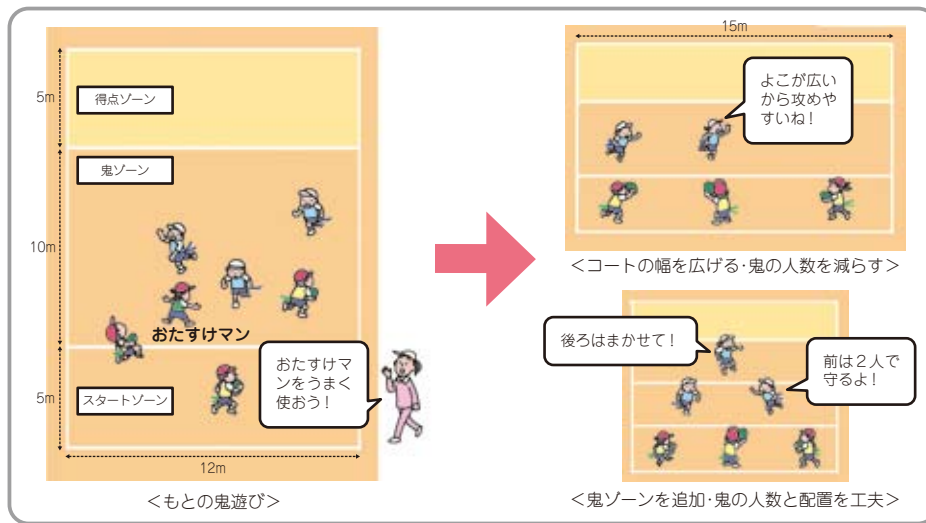 5m
得点ゾーン
鬼ゾーン
10m
おたすけマン
5m
スタートゾーン
おたすけマ
ンをうまく
使おう！
12m
＜もとの鬼遊び＞
15m
よこが広い
から攻めや
すいね！
＜コートの幅を広げる・鬼の人数を減らす＞
後ろはまかせて！
前は２人で
守るよ！
＜鬼ゾーンを追加・鬼の人数と配置を工夫＞